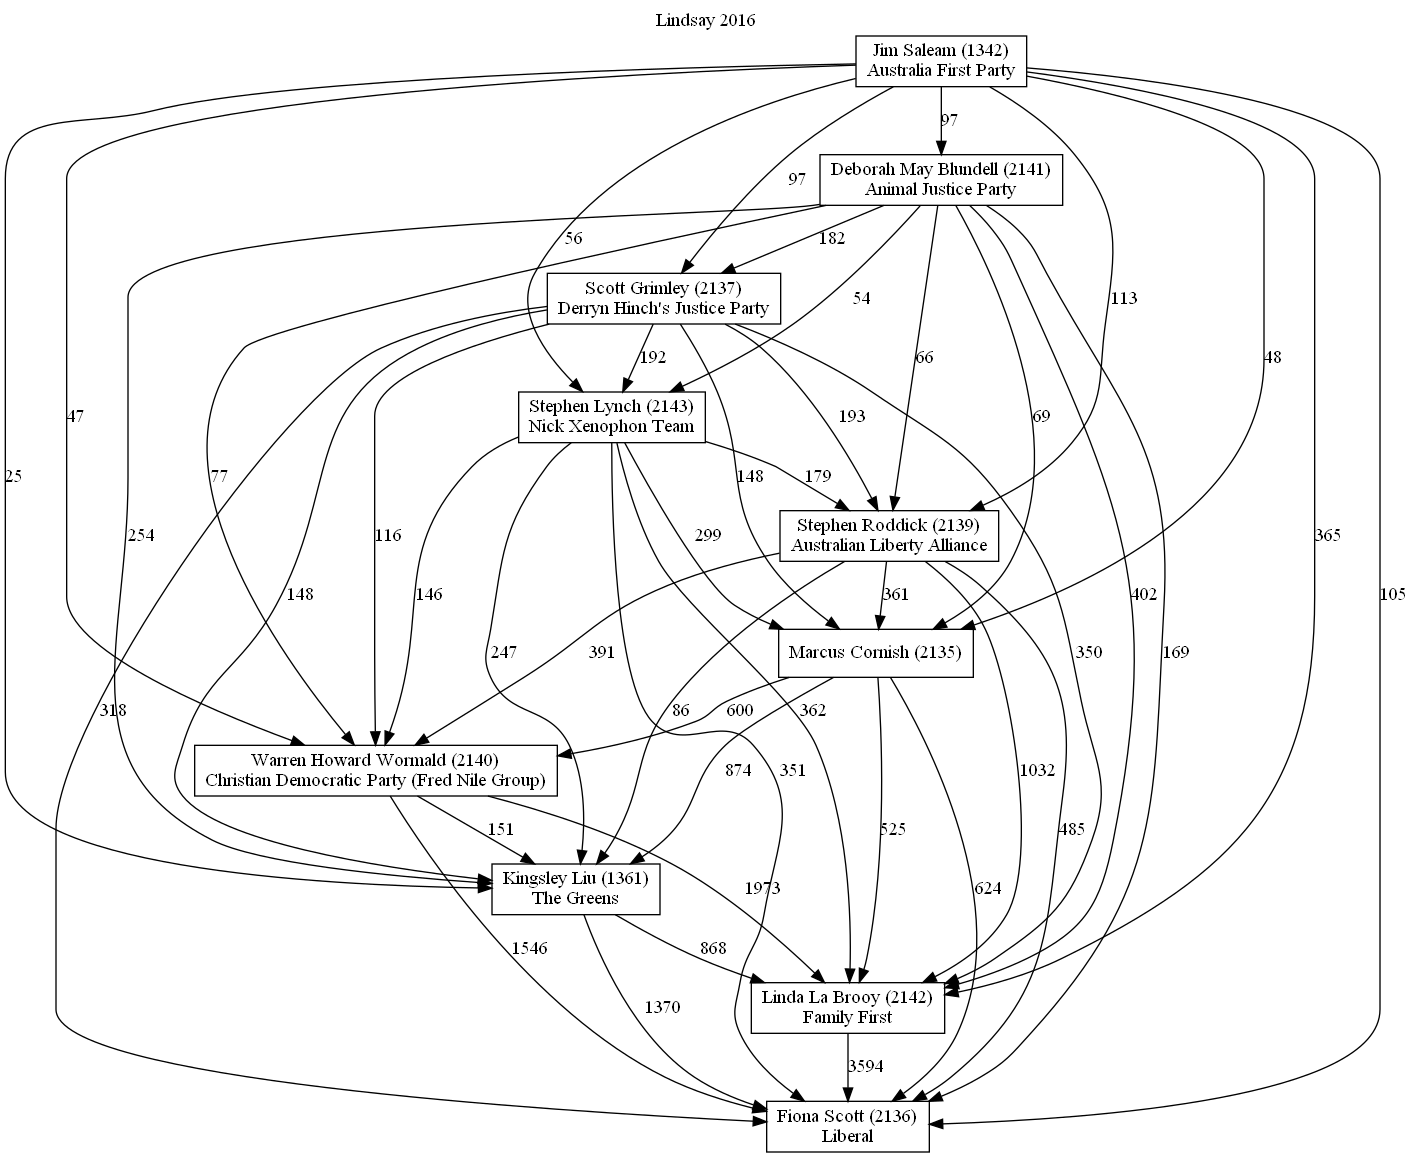 Lindsay 2016
Jim Saleam (1342)
Australia First Party
97
Deborah May Blundell (2141)
Animal Justice Party
97
56
182
Scott Grimley (2137)
Derryn Hinch's Justice Party
54
113
192
66
48
Stephen Lynch (2143)
Nick Xenophon Team
47
193
69
25
77
148
179
Stephen Roddick (2139)
Australian Liberty Alliance
254
116
299
365
148
146
361
402
105
Marcus Cornish (2135)
247
391
350
169
318
86
600
362
Warren Howard Wormald (2140)
Christian Democratic Party (Fred Nile Group)
874
351
1032
151
525
485
Kingsley Liu (1361)
The Greens
1973
624
1546
868
Linda La Brooy (2142)
Family First
1370
3594
Fiona Scott (2136)
Liberal